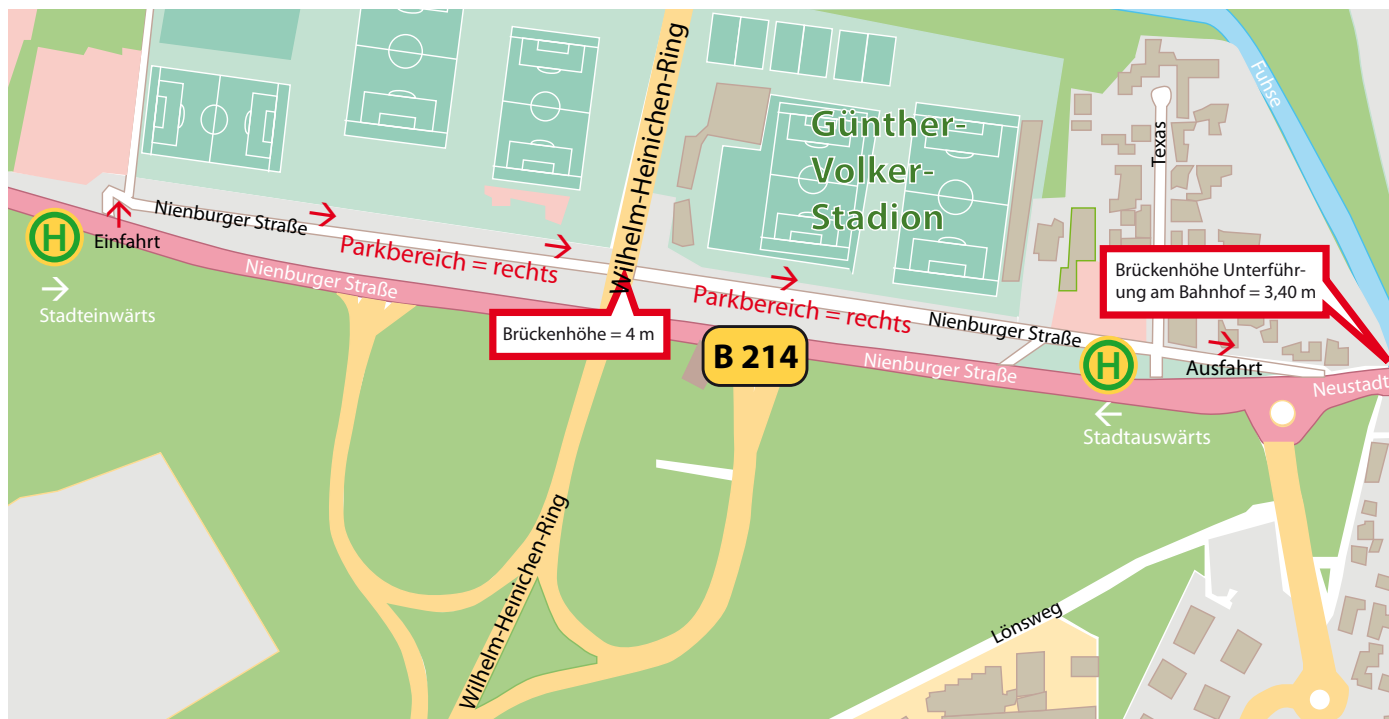 Wilhelm-Heinichen-Ring
Günther-
Volker-
Stadion
Fuhse
Texas
Nienburger Straße
H
Einfahrt
Stadteinwärts
Parkbereich = rechts
Nienburger Straße
Brückenhöhe = 4 m
Parkbereich = rechts
Nienburger Straße
B 214
Nienburger Straße
H
Stadtauswärts
Ausfahrt
Brückenhöhe Unterführ-
rung am Bahnhof = 3,40 m
Neustadt
Wilhelm-Heinichen-Ring
Lönsweg